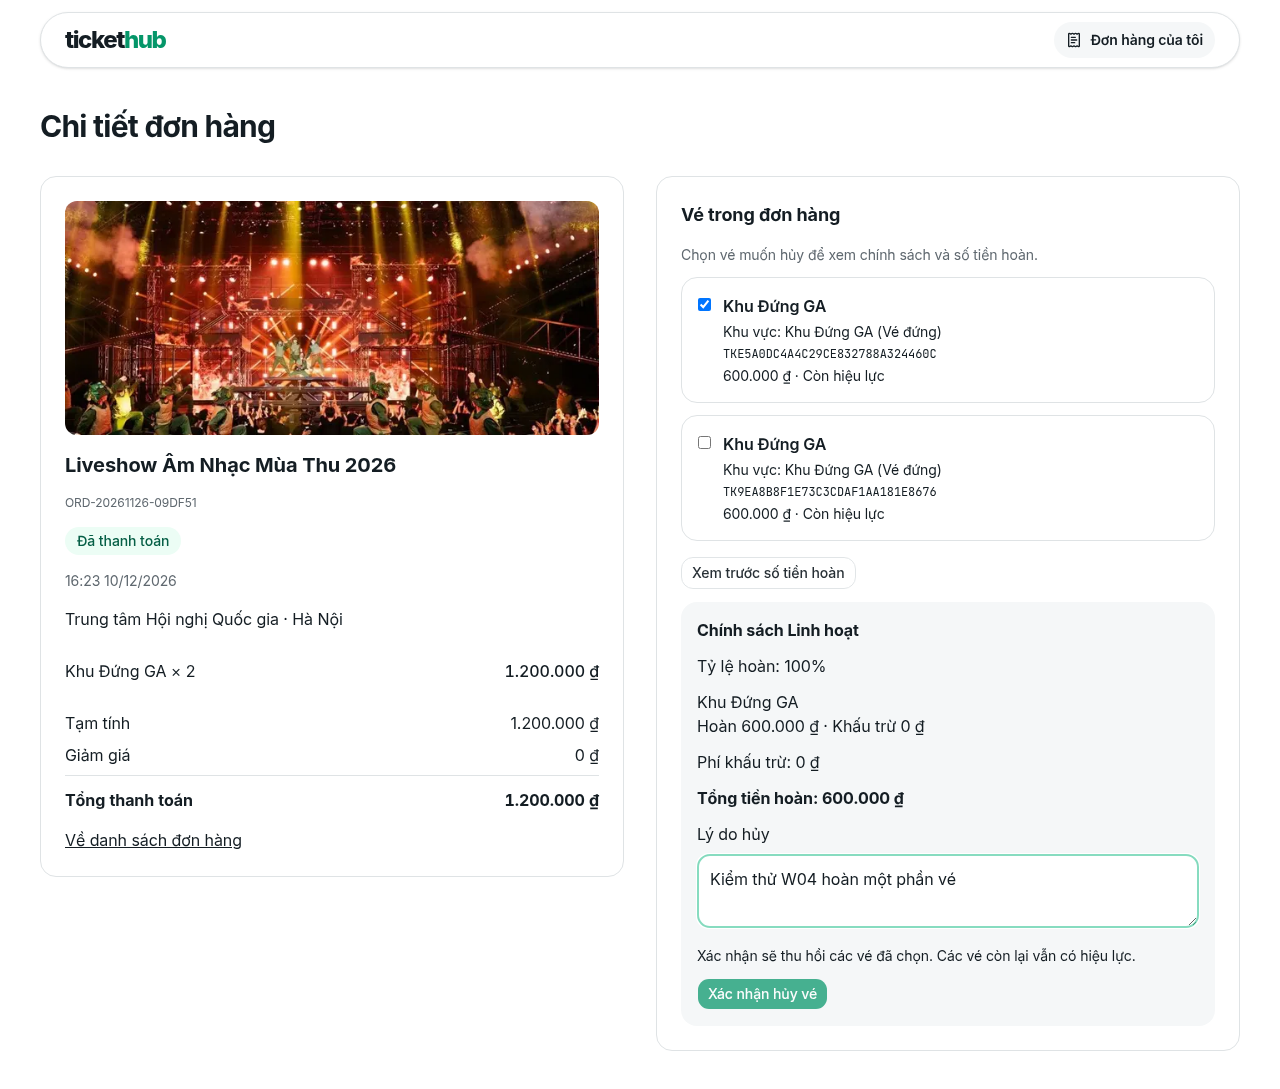 tickethub
Đơn hàng của tôi
Chi tiết đơn hàng
Liveshow Âm Nhạc Mùa Thu 2026
ORD-20261126-09DF51
Đã thanh toán
16:23 10/12/2026
Trung tâm Hội nghị Quốc gia · Hà Nội
Khu Đứng GA × 2 1.200.000 ₫
Tạm tính 1.200.000 ₫
Giảm giá 0 ₫
Tổng thanh toán 1.200.000 ₫
Về danh sách đơn hàng
Vé trong đơn hàng
Chọn vé muốn hủy để xem chính sách và số tiền hoàn.
Khu Đứng GA
Khu vực: Khu Đứng GA (Vé đứng)
TKE5A0DC4A4C29CE832788A324460C
600.000 ₫ · Còn hiệu lực
Khu Đứng GA
Khu vực: Khu Đứng GA (Vé đứng)
TK9EA8B8F1E73C3CDAF1AA181E8676
600.000 ₫ · Còn hiệu lực
Xem trước số tiền hoàn
Chính sách Linh hoạt
Tỷ lệ hoàn: 100%
Khu Đứng GA
Hoàn 600.000 ₫ · Khấu trừ 0 ₫
Phí khấu trừ: 0 ₫
Tổng tiền hoàn: 600.000 ₫
Lý do hủy
Kiểm thử W04 hoàn một phần vé
Xác nhận sẽ thu hồi các vé đã chọn. Các vé còn lại vẫn có hiệu lực.
Xác nhận hủy vé